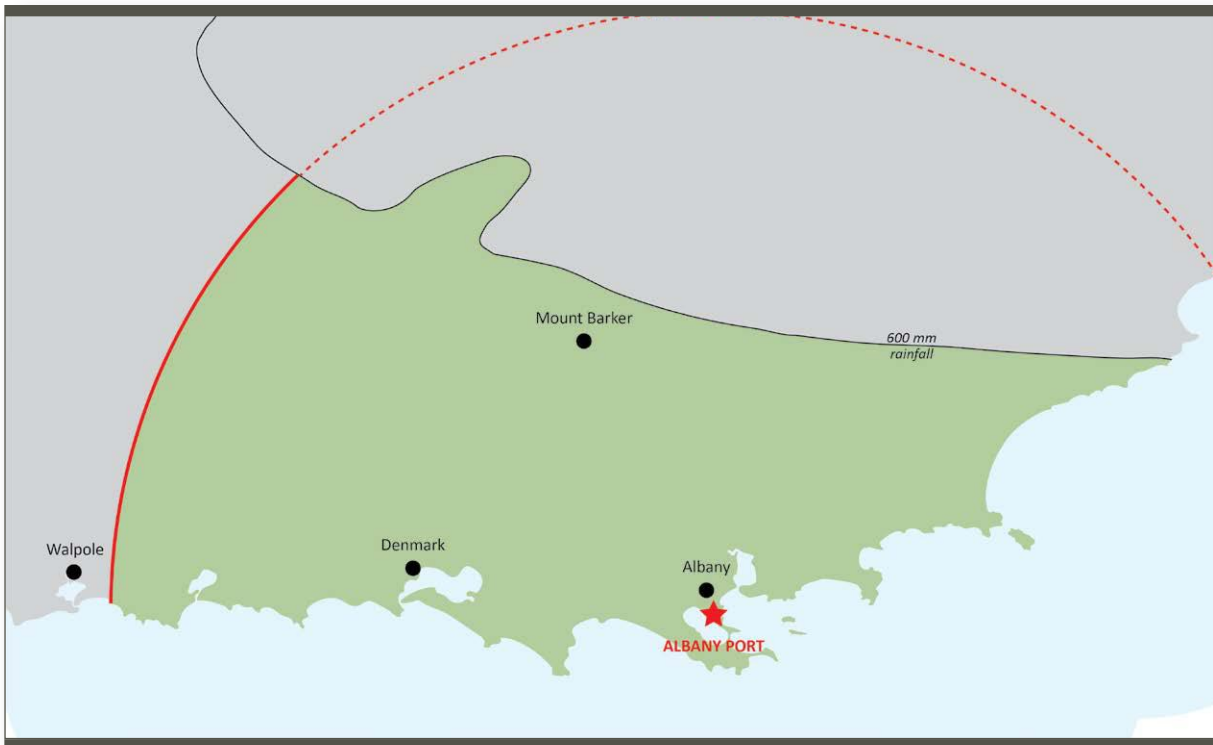 Mount Barker
600 mm
rainfall
Walpole
Denmark
Albany
ALBANY PORT